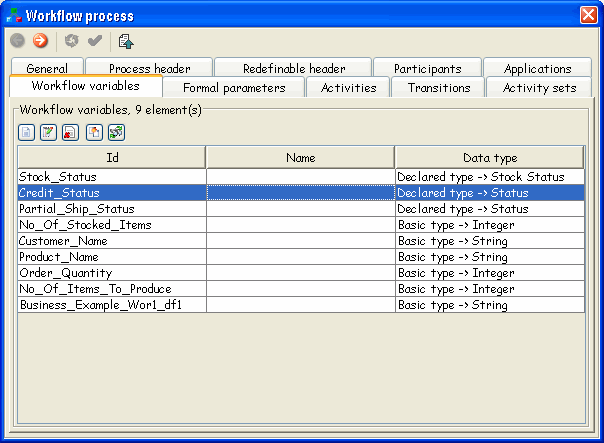 Workflow process
General Process header Redefinable header Participants Applications
Workflow variables Formal parameters Activities Transitions Activity sets
Workflow variables, 9 element(s)
Id Name Data type
Stock_Status Declared type -> Stock Status
Credit_Status Declared type -> Status
Partial_Ship_Status Declared type -> Status
No_Of_Stocked_Items Basic type -> Integer
Customer_Name Basic type -> String
Product_Name Basic type -> String
Order_Quantity Basic type -> Integer
No_Of_Items_To_Produce Basic type -> Integer
Business_Example_Wor1_df1 Basic type -> String